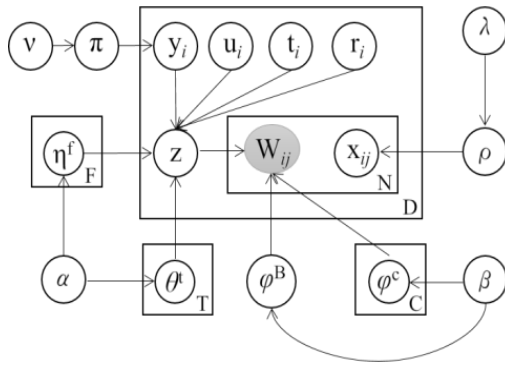 ν π y_i u_i t_i r_i λ
η^f F z W_ij x_ij N ρ
D
α θ^t T φ^B φ^c C β